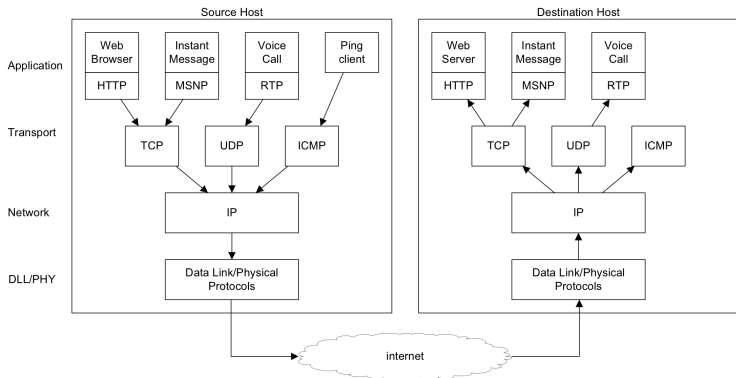 Source Host
Destination Host
Application
Web
Browser
HTTP
Instant
Message
MSNP
Voice
Call
RTP
Ping
client
Web
Server
HTTP
Instant
Message
MSNP
Voice
Call
RTP
Transport
TCP
UDP
ICMP
TCP
UDP
ICMP
Network
IP
IP
DLL/PHY
Data Link/Physical
Protocols
Data Link/Physical
Protocols
internet